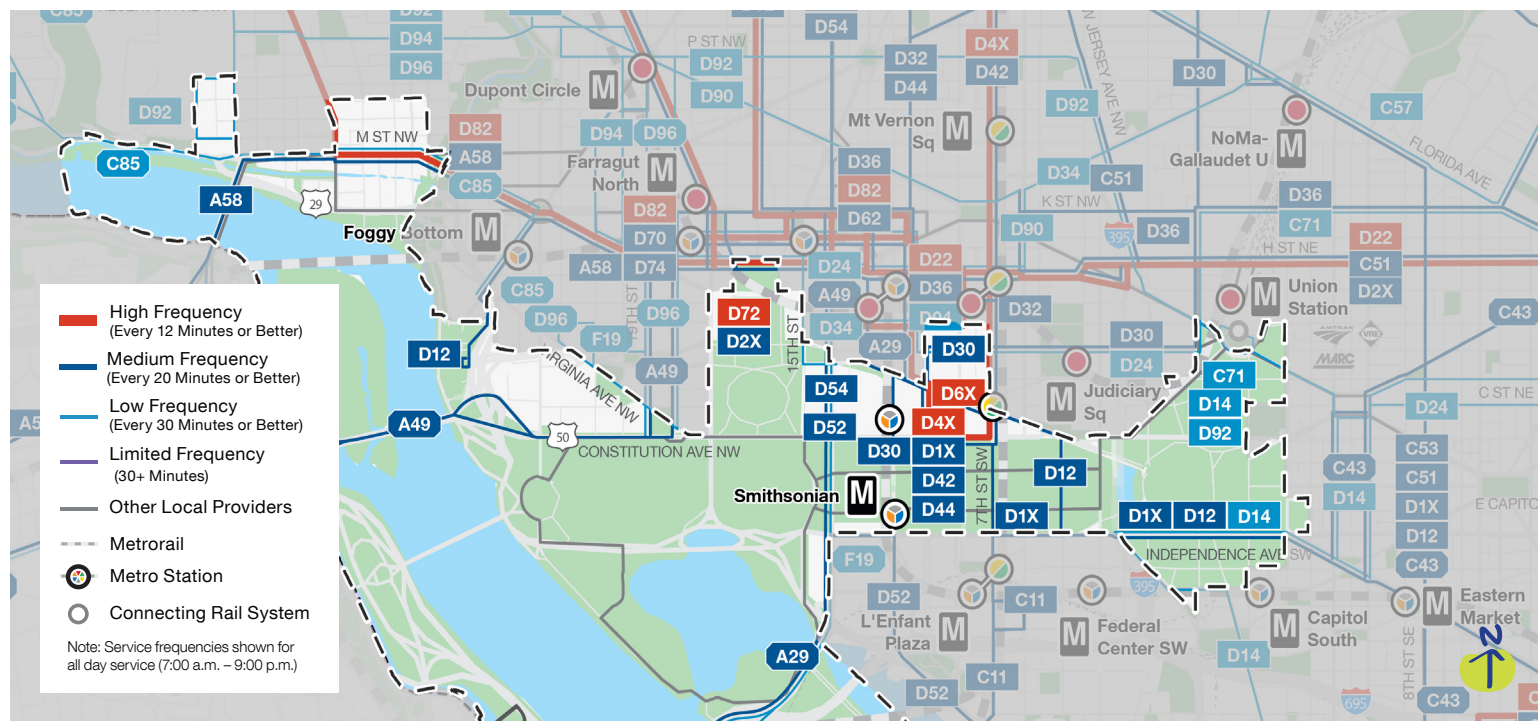 C85
D92
D94
D96
D54
P ST NW
D92
D90
D32
D44
D4X
D42
N JERSEY AVE NW
D30
Dupont Circle
M
D92
M ST NW
D82
A58
C85
D94
D96
Farragut
North
M
Mt Vernon
Sq
M
D92
NoMa-
Gallaudet U
M
C57
FLORIDA AVE
C85
A58
29
Foggy Bottom
M
D82
D70
A58
D74
D36
D82
D62
D34
C51
K ST NW
D90
395
D36
D36
C71
H ST NE
D22
C51
D2X
Union
Station
M
C43
C85
D96
F19
19TH ST
D96
A49
D72
D2X
15TH ST
D24
A49
D34
A29
D22
D36
D94
D32
D30
D30
D24
Judiciary
Sq
M
AMTRAK
VRE
MARC
C ST NE
D24
D12
A49
VIRGINIA AVE NW
50
CONSTITUTION AVE NW
D54
D52
D6X
D4X
D30
D1X
D42
D44
Smithsonian
M
7TH ST SW
D1X
D12
C71
D14
D92
D1X
D12
D14
INDEPENDENCE AVE SW
C43
D14
C53
C51
D1X
D12
C43
E CAPITO
F19
D52
L'Enfant
Plaza
M
C11
395
Federal
Center SW
M
Capitol
South
M
Eastern
Market
M
D14
8TH ST SE
A29
D52
C11
695
C43
N
High Frequency
(Every 12 Minutes or Better)
Medium Frequency
(Every 20 Minutes or Better)
Low Frequency
(Every 30 Minutes or Better)
Limited Frequency
(30+ Minutes)
Other Local Providers
Metrorail
Metro Station
Connecting Rail System
Note: Service frequencies shown for
all day service (7:00 a.m. – 9:00 p.m.)